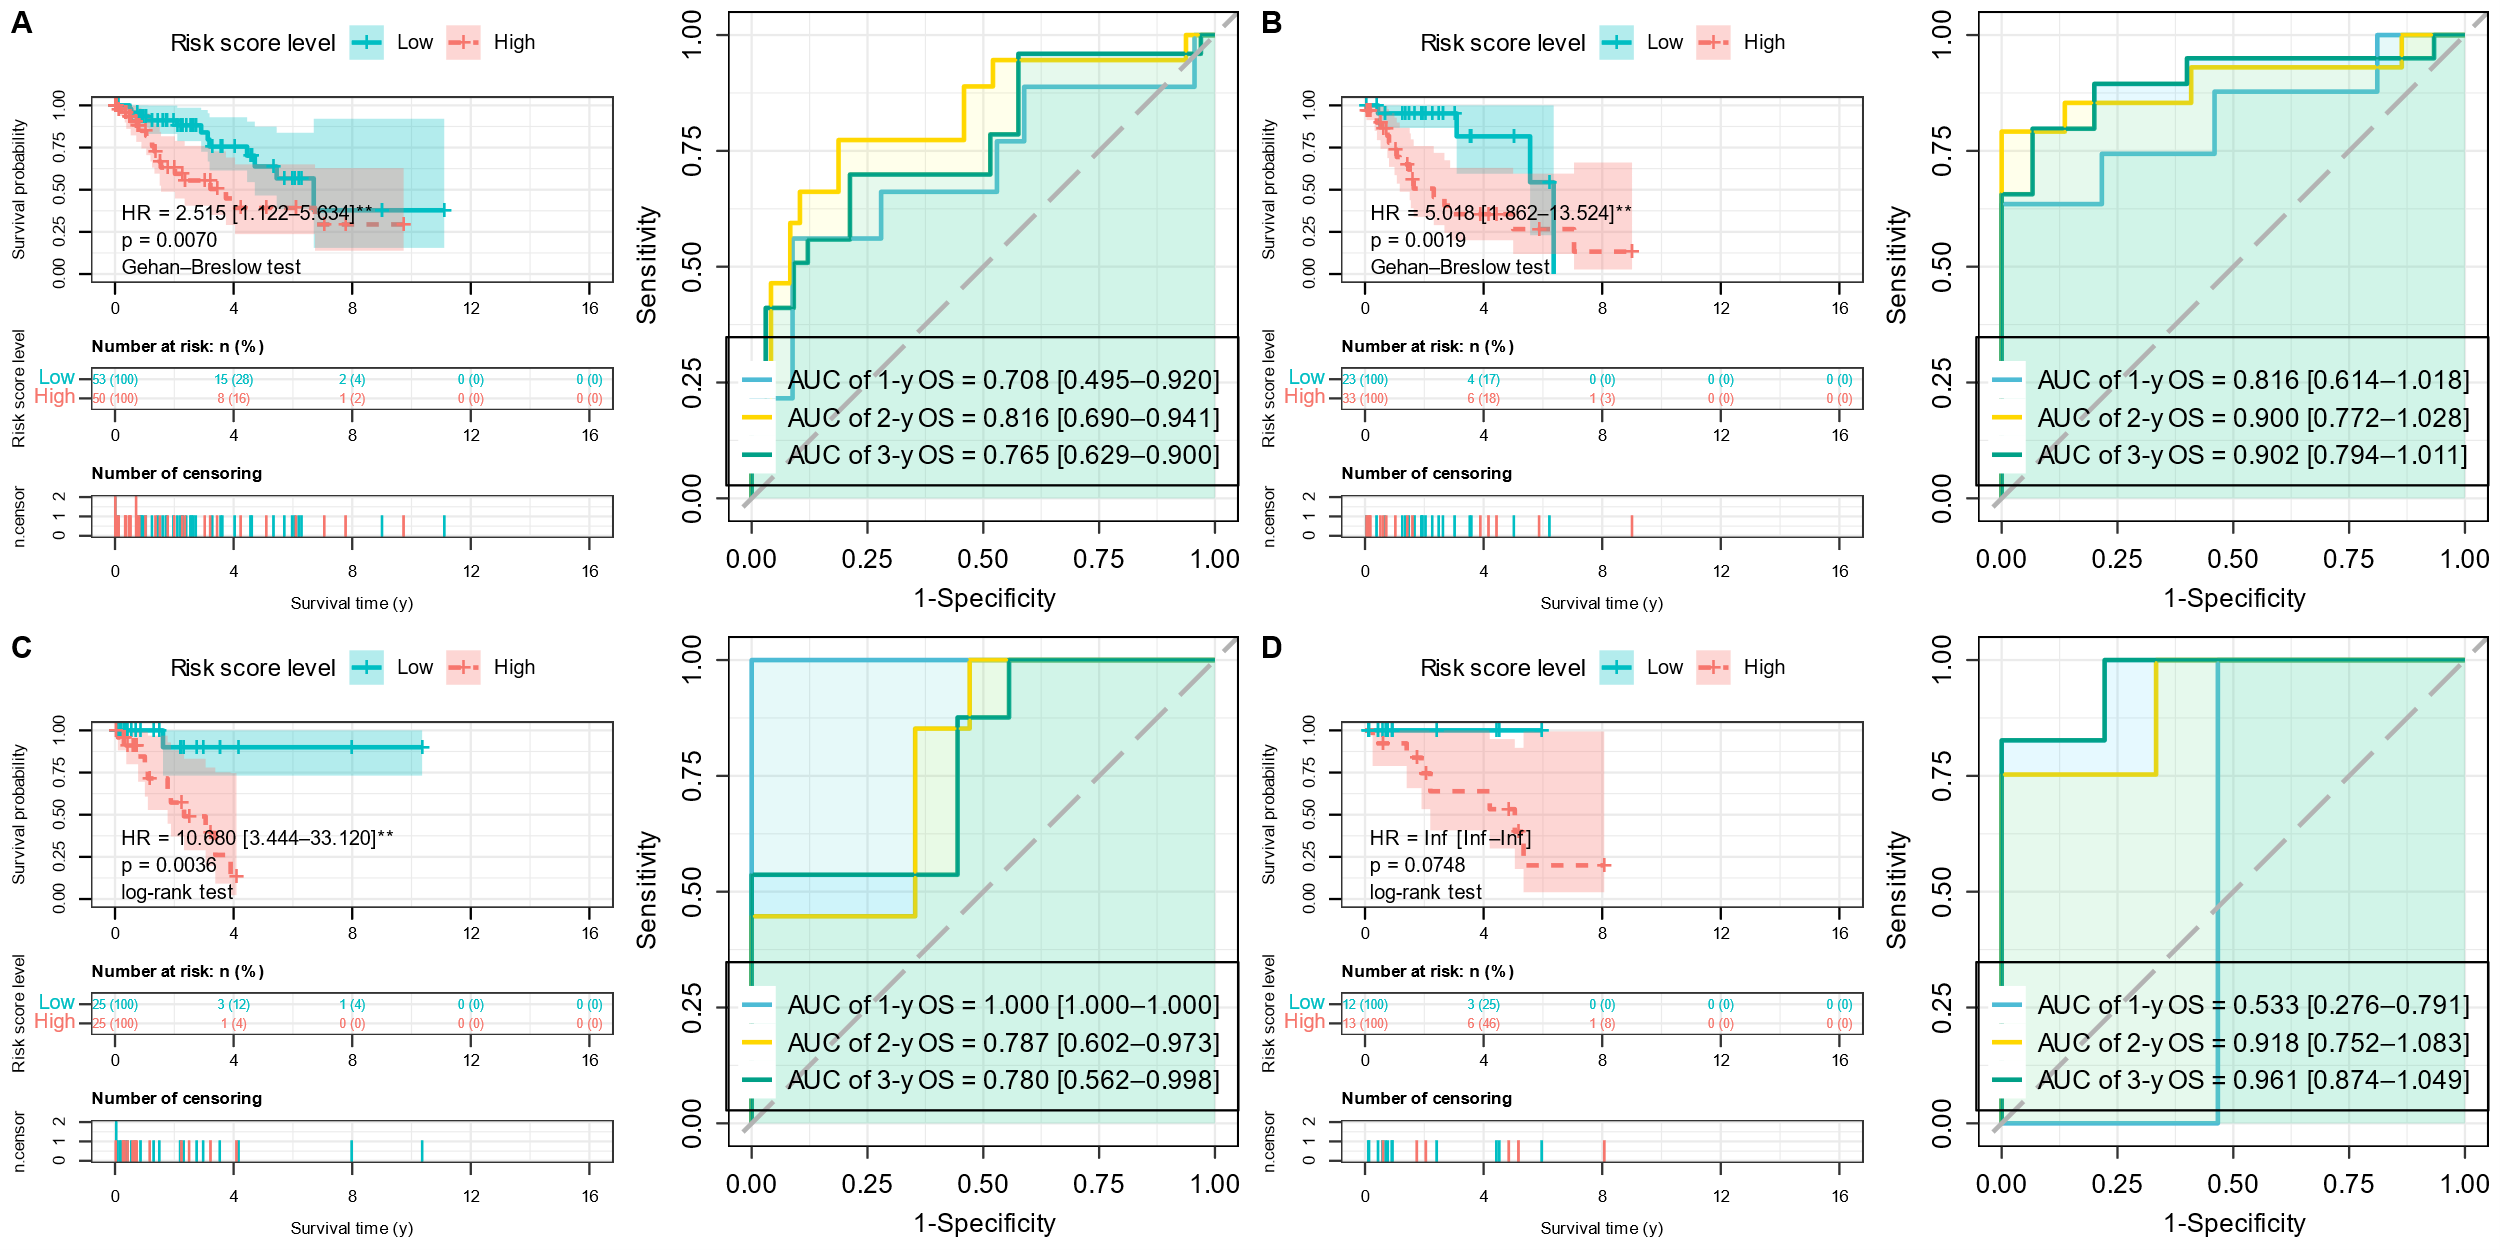 A
Risk score level Low High
Survival probability
1.00
0.75
0.50
0.25
0.00
HR = 2.515 [1.122–5.634]**
p = 0.0070
Gehan–Breslow test
0 4 8 12 16
Number at risk: n (%)
Risk score level
Low 53 (100) 15 (28) 2 (4) 0 (0) 0 (0)
High 50 (100) 8 (16) 1 (2) 0 (0) 0 (0)
0 4 8 12 16
Number of censoring
n.censor
2
1
0
0 4 8 12 16
Survival time (y)
Sensitivity
1.00
0.75
0.50
0.25
0.00
AUC of 1-y OS = 0.708 [0.495–0.920]
AUC of 2-y OS = 0.816 [0.690–0.941]
AUC of 3-y OS = 0.765 [0.629–0.900]
0.00 0.25 0.50 0.75 1.00
1-Specificity
B
Risk score level Low High
Survival probability
1.00
0.75
0.50
0.25
0.00
HR = 5.018 [1.862–13.524]**
p = 0.0019
Gehan–Breslow test
0 4 8 12 16
Number at risk: n (%)
Risk score level
Low 23 (100) 4 (17) 0 (0) 0 (0) 0 (0)
High 33 (100) 6 (18) 1 (3) 0 (0) 0 (0)
0 4 8 12 16
Number of censoring
n.censor
2
1
0
0 4 8 12 16
Survival time (y)
Sensitivity
1.00
0.75
0.50
0.25
0.00
AUC of 1-y OS = 0.816 [0.614–1.018]
AUC of 2-y OS = 0.900 [0.772–1.028]
AUC of 3-y OS = 0.902 [0.794–1.011]
0.00 0.25 0.50 0.75 1.00
1-Specificity
C
Risk score level Low High
Survival probability
1.00
0.75
0.50
0.25
0.00
HR = 10.680 [3.444–33.120]**
p = 0.0036
log-rank test
0 4 8 12 16
Number at risk: n (%)
Risk score level
Low 25 (100) 3 (12) 1 (4) 0 (0) 0 (0)
High 25 (100) 1 (4) 0 (0) 0 (0) 0 (0)
0 4 8 12 16
Number of censoring
n.censor
2
1
0
0 4 8 12 16
Survival time (y)
Sensitivity
1.00
0.75
0.50
0.25
0.00
AUC of 1-y OS = 1.000 [1.000–1.000]
AUC of 2-y OS = 0.787 [0.602–0.973]
AUC of 3-y OS = 0.780 [0.562–0.998]
0.00 0.25 0.50 0.75 1.00
1-Specificity
D
Risk score level Low High
Survival probability
1.00
0.75
0.50
0.25
0.00
HR = Inf [Inf–Inf]
p = 0.0748
log-rank test
0 4 8 12 16
Number at risk: n (%)
Risk score level
Low 12 (100) 3 (25) 0 (0) 0 (0) 0 (0)
High 13 (100) 6 (46) 1 (8) 0 (0) 0 (0)
0 4 8 12 16
Number of censoring
n.censor
2
1
0
0 4 8 12 16
Survival time (y)
Sensitivity
1.00
0.75
0.50
0.25
0.00
AUC of 1-y OS = 0.533 [0.276–0.791]
AUC of 2-y OS = 0.918 [0.752–1.083]
AUC of 3-y OS = 0.961 [0.874–1.049]
0.00 0.25 0.50 0.75 1.00
1-Specificity